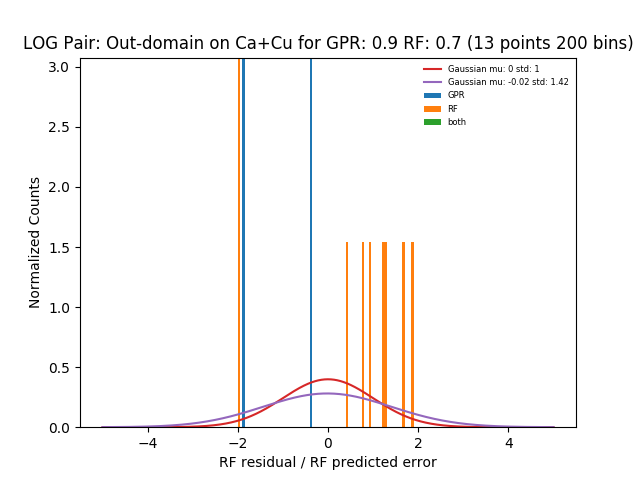 LOG Pair: Out-domain on Ca+Cu for GPR: 0.9 RF: 0.7 (13 points 200 bins)
3.0
2.5
2.0
1.5
1.0
0.5
0.0
Normalized Counts
Gaussian mu: 0 std: 1
Gaussian mu: -0.02 std: 1.42
GPR
RF
both
−4 −2 0 2 4
RF residual / RF predicted error